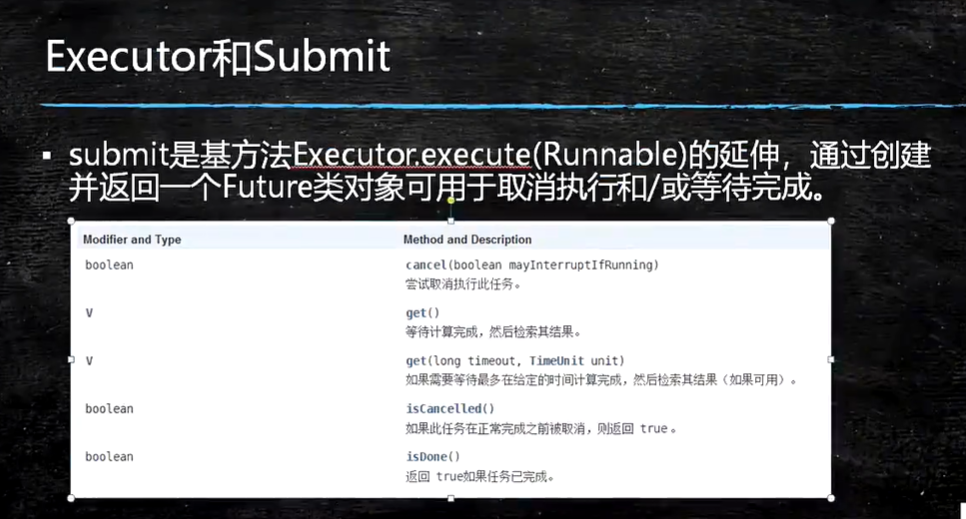 Executor和Submit
▪ submit是基方法Executor.execute(Runnable)的延伸，通过创建
并返回一个Future类对象可用于取消执行和/或等待完成。
Modifier and Type Method and Description
boolean cancel(boolean mayInterruptIfRunning)
尝试取消执行此任务。
V get()
等待计算完成，然后检索其结果。
V get(long timeout, TimeUnit unit)
如果需要等待最多在给定的时间计算完成，然后检索其结果（如果可用）。
boolean isCancelled()
如果此任务在正常完成之前被取消，则返回 true 。
boolean isDone()
返回 true如果任务已完成。